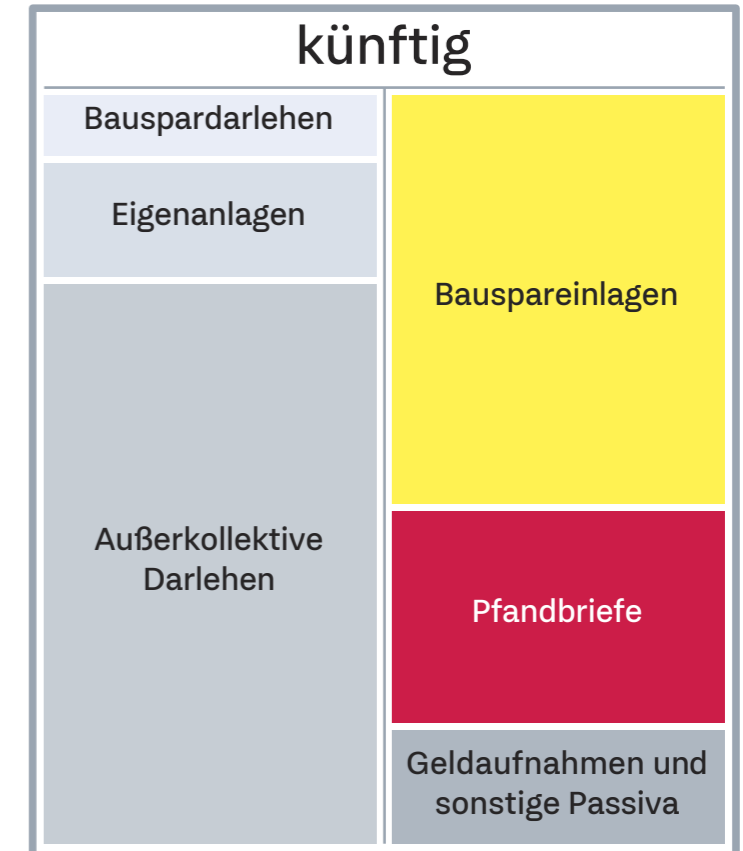 künftig
Bauspardarlehen
Eigenanlagen
Außerkollektive
Darlehen
Bauspareinlagen
Pfandbriefe
Geldaufnahmen und
sonstige Passiva